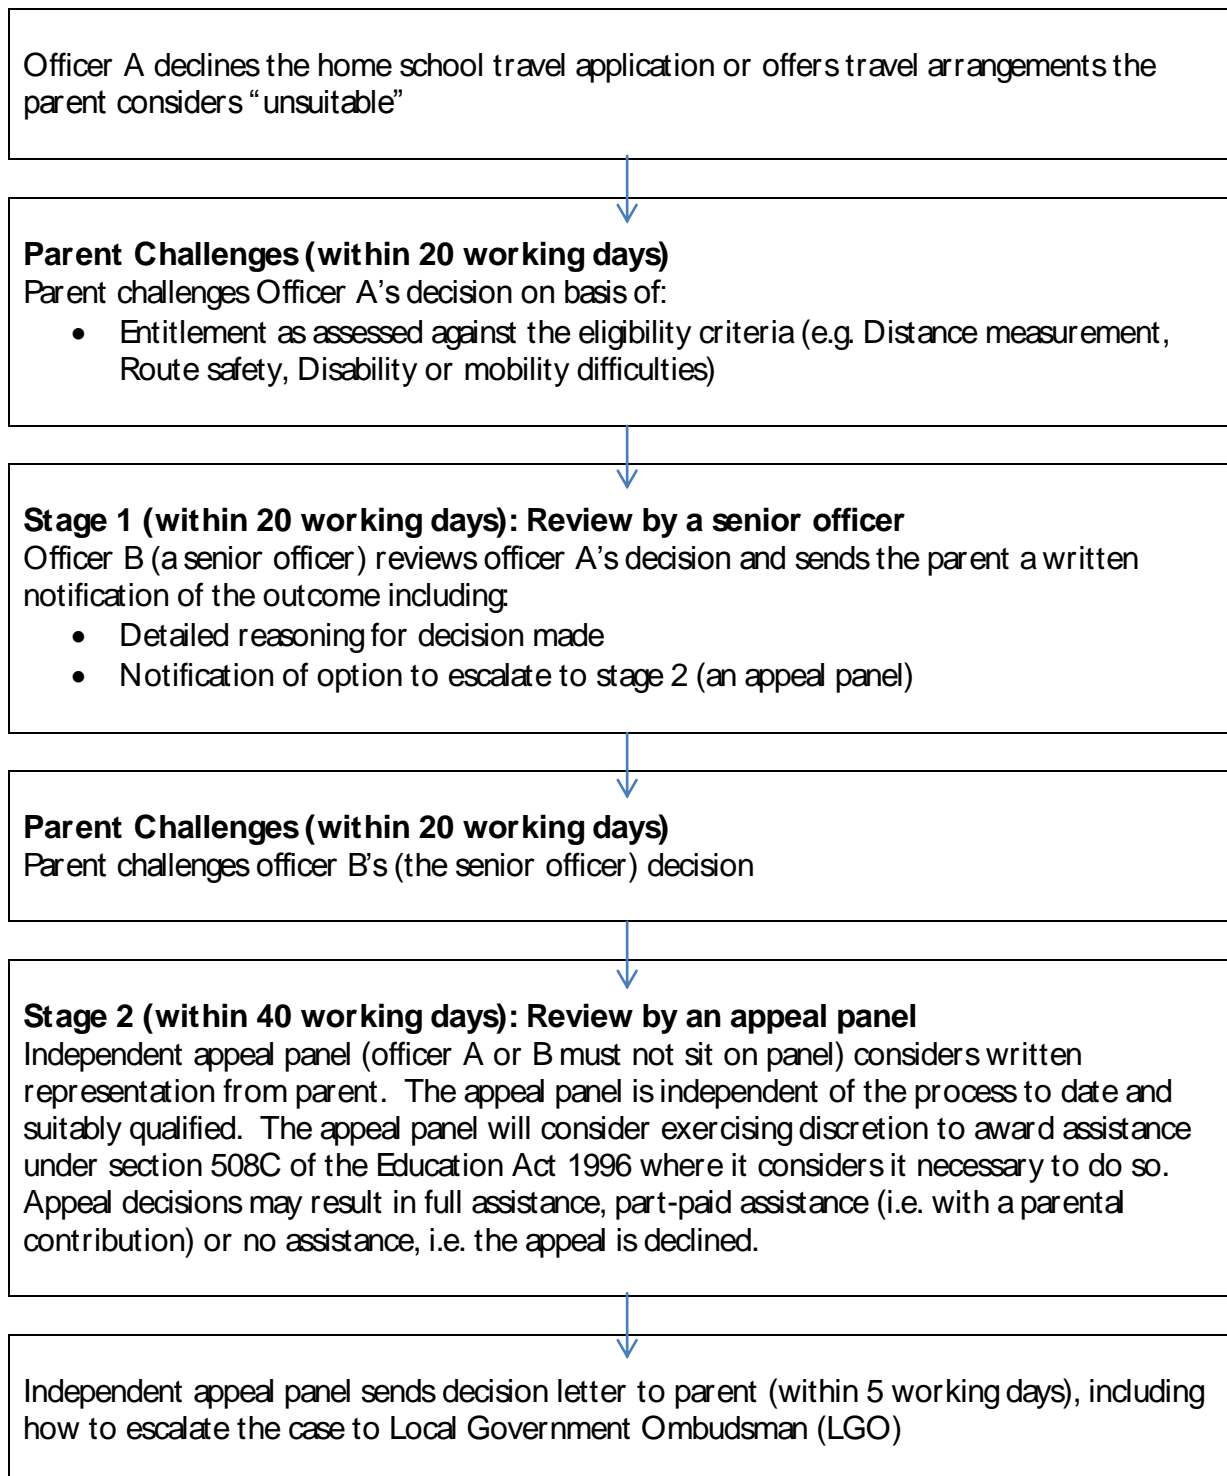 Officer A declines the home school travel application or offers travel arrangements the
parent considers “unsuitable”
Parent Challenges (within 20 working days)
Parent challenges Officer A’s decision on basis of:
• Entitlement as assessed against the eligibility criteria (e.g. Distance measurement,
Route safety, Disability or mobility difficulties)
Stage 1 (within 20 working days): Review by a senior officer
Officer B (a senior officer) reviews officer A’s decision and sends the parent a written
notification of the outcome including:
• Detailed reasoning for decision made
• Notification of option to escalate to stage 2 (an appeal panel)
Parent Challenges (within 20 working days)
Parent challenges officer B’s (the senior officer) decision
Stage 2 (within 40 working days): Review by an appeal panel
Independent appeal panel (officer A or B must not sit on panel) considers written
representation from parent.  The appeal panel is independent of the process to date and
suitably qualified.  The appeal panel will consider exercising discretion to award assistance
under section 508C of the Education Act 1996 where it considers it necessary to do so.
Appeal decisions may result in full assistance, part-paid assistance (i.e. with a parental
contribution) or no assistance, i.e. the appeal is declined.
Independent appeal panel sends decision letter to parent (within 5 working days), including
how to escalate the case to Local Government Ombudsman (LGO)